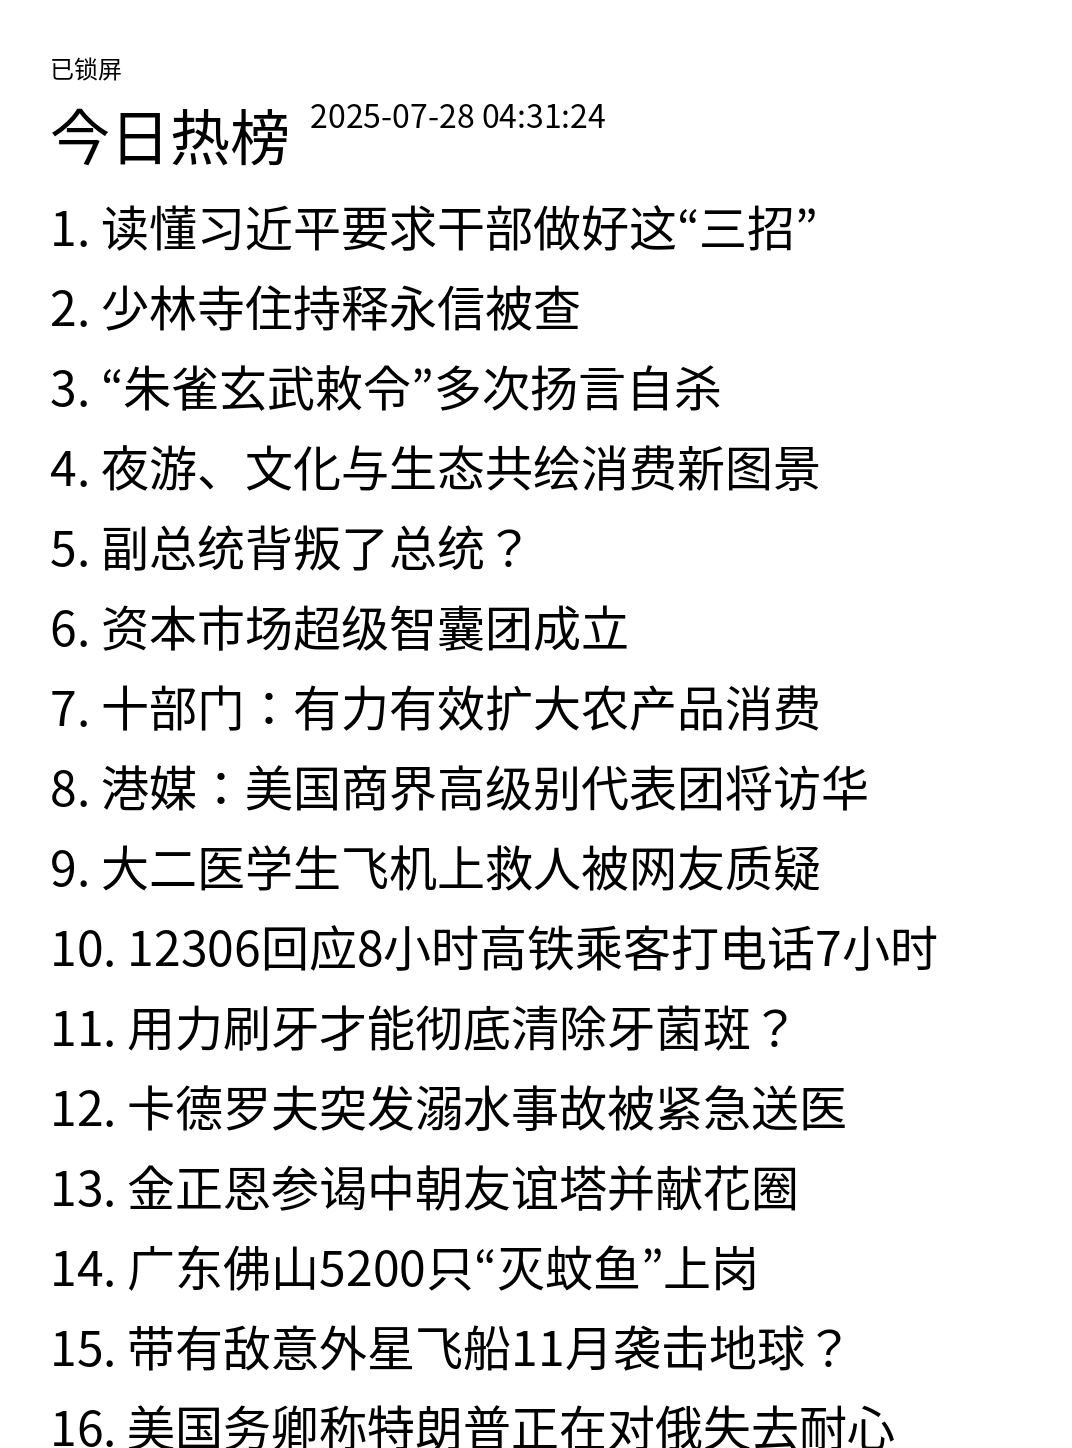 已锁屏
今日热榜 2025-07-28 04:31:24
1. 读懂习近平要求干部做好这“三招”
2. 少林寺住持释永信被查
3. “朱雀玄武敕令”多次扬言自杀
4. 夜游、文化与生态共绘消费新图景
5. 副总统背叛了总统？
6. 资本市场超级智囊团成立
7. 十部门：有力有效扩大农产品消费
8. 港媒：美国商界高级别代表团将访华
9. 大二医学生飞机上救人被网友质疑
10. 12306回应8小时高铁乘客打电话7小时
11. 用力刷牙才能彻底清除牙菌斑？
12. 卡德罗夫突发溺水事故被紧急送医
13. 金正恩参谒中朝友谊塔并献花圈
14. 广东佛山5200只“灭蚊鱼”上岗
15. 带有敌意外星飞船11月袭击地球？
16. 美国务卿称特朗普正在对俄失去耐心